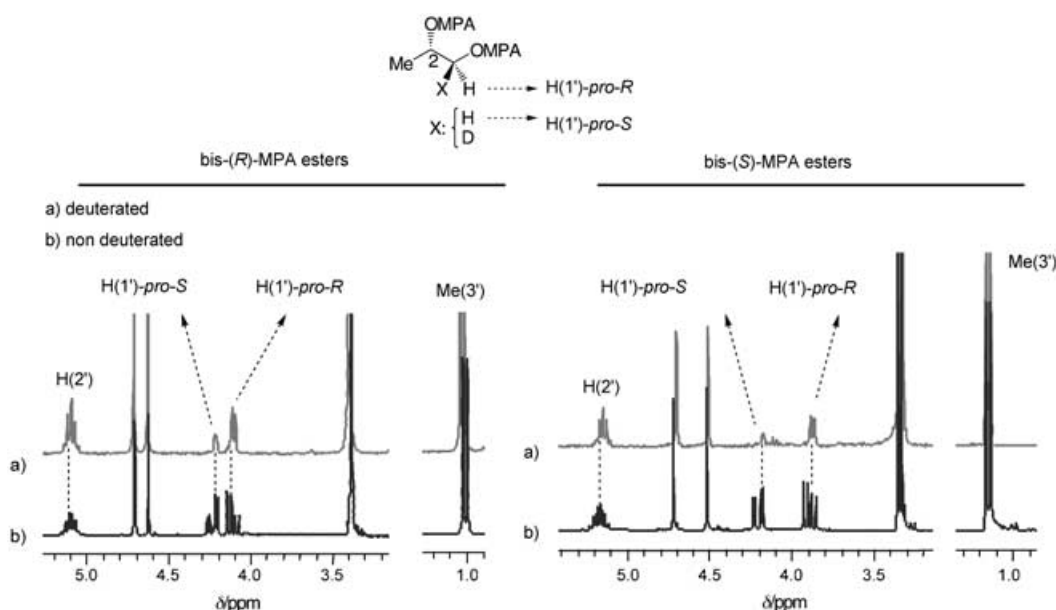 OMPA
OMPA
Me
2
X H
H(1')-pro-R
X: { H
D
H(1')-pro-S
bis-(R)-MPA esters
bis-(S)-MPA esters
a) deuterated
b) non deuterated
H(1')-pro-S
H(1')-pro-R
Me(3')
H(2')
a)
b)
5.0 4.5 4.0 3.5 1.0
δ/ppm
H(1')-pro-S
H(1')-pro-R
Me(3')
H(2')
a)
b)
5.0 4.5 4.0 3.5 1.0
δ/ppm